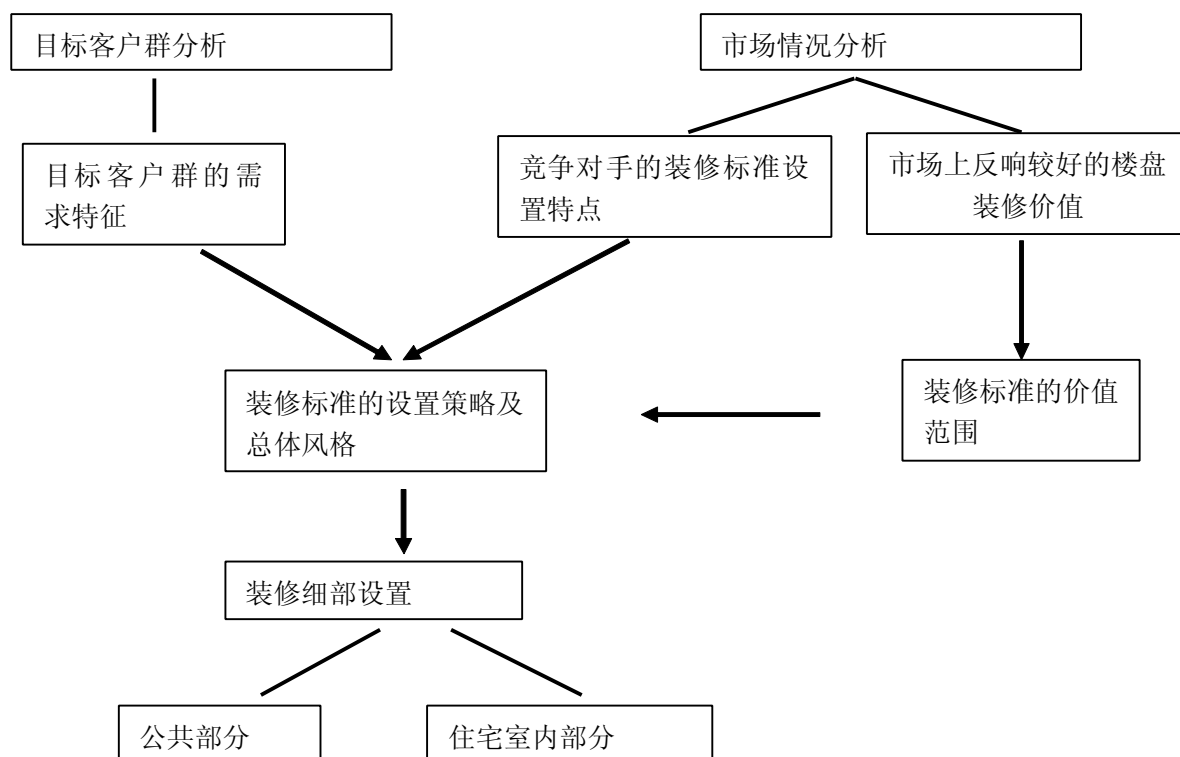 目标客户群分析
市场情况分析
目标客户群的需
求特征
竞争对手的装修标准设
置特点
市场上反响较好的楼盘
装修价值
装修标准的设置策略及
总体风格
装修标准的价值
范围
装修细部设置
公共部分
住宅室内部分